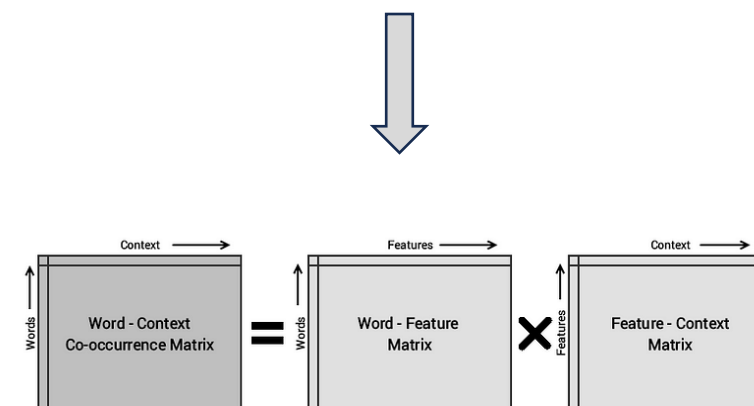 Context
Features
Context
Words
Word - Context
Co-occurrence Matrix
=
Words
Word - Feature
Matrix
×
Features
Feature - Context
Matrix